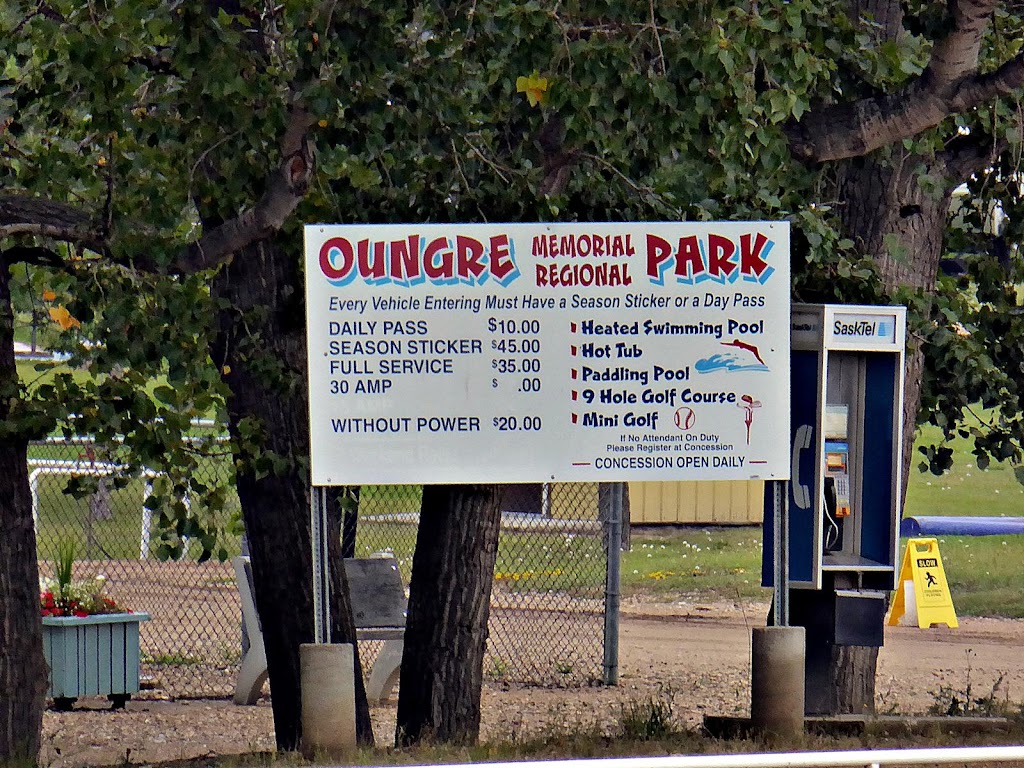 OUNGRE MEMORIAL REGIONAL PARK
Every Vehicle Entering Must Have a Season Sticker or a Day Pass
DAILY PASS $10.00
SEASON STICKER $45.00
FULL SERVICE $35.00
30 AMP $ .00
WITHOUT POWER $20.00
Heated Swimming Pool
Hot Tub
Paddling Pool
9 Hole Golf Course
Mini Golf
If No Attendant On Duty
Please Register at Concession
CONCESSION OPEN DAILY
SaskTel
SaskTel
SLOW